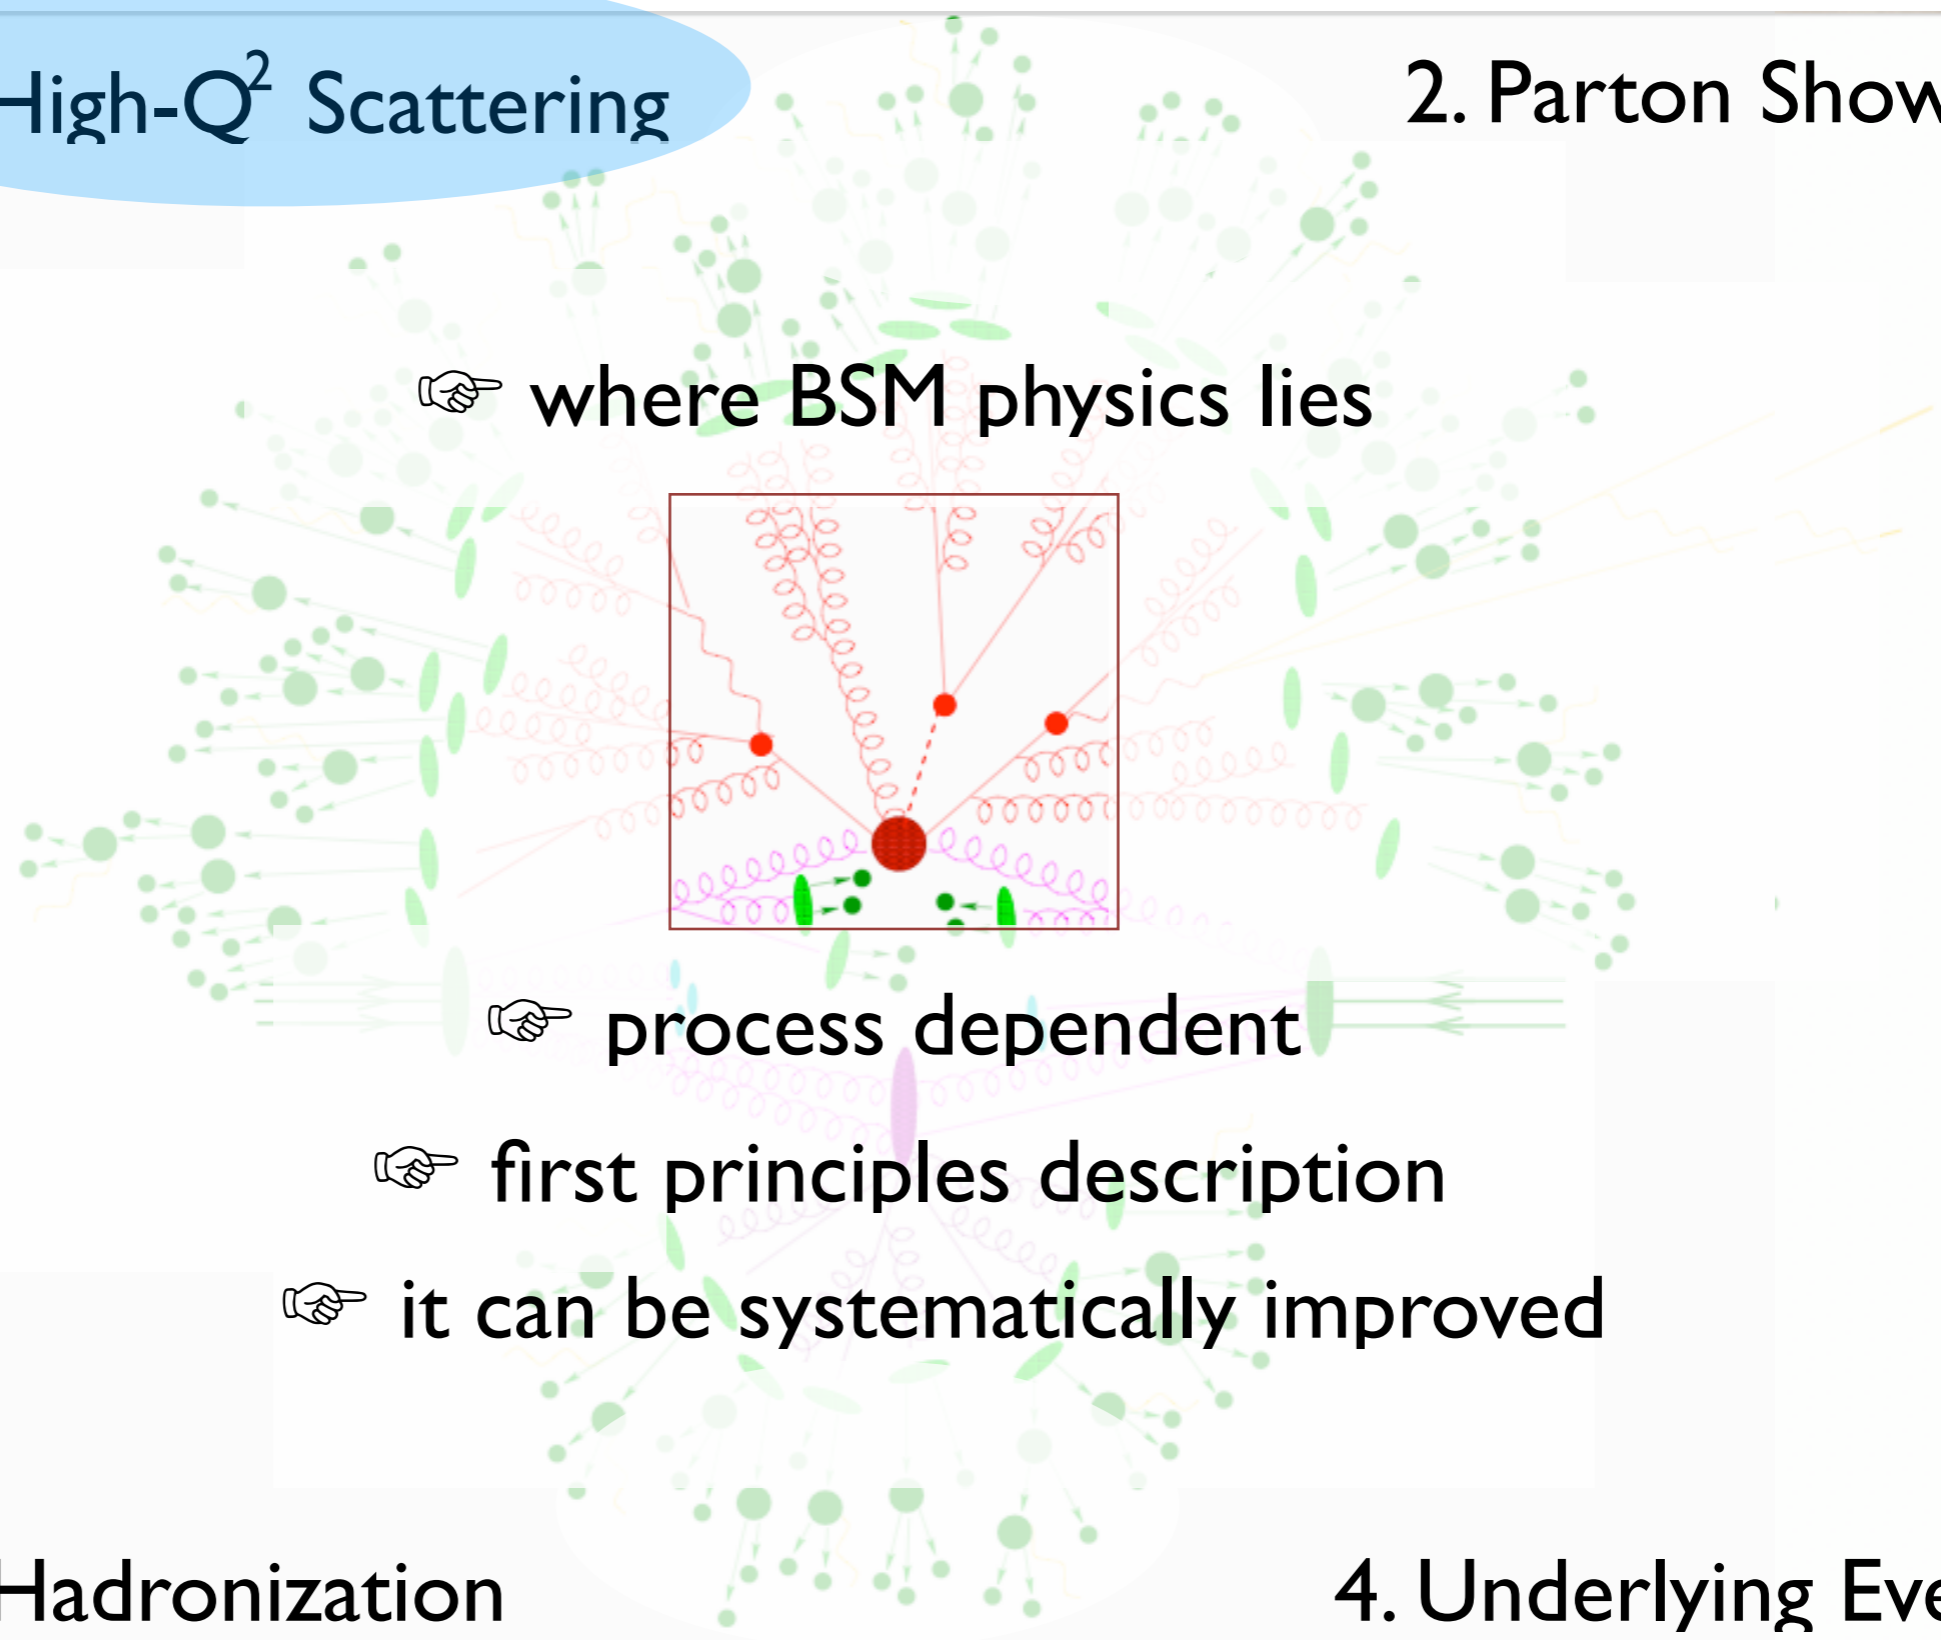 High-Q² Scattering
2. Parton Show
☞ where BSM physics lies
☞ process dependent
☞ first principles description
☞ it can be systematically improved
Hadronization
4. Underlying Eve